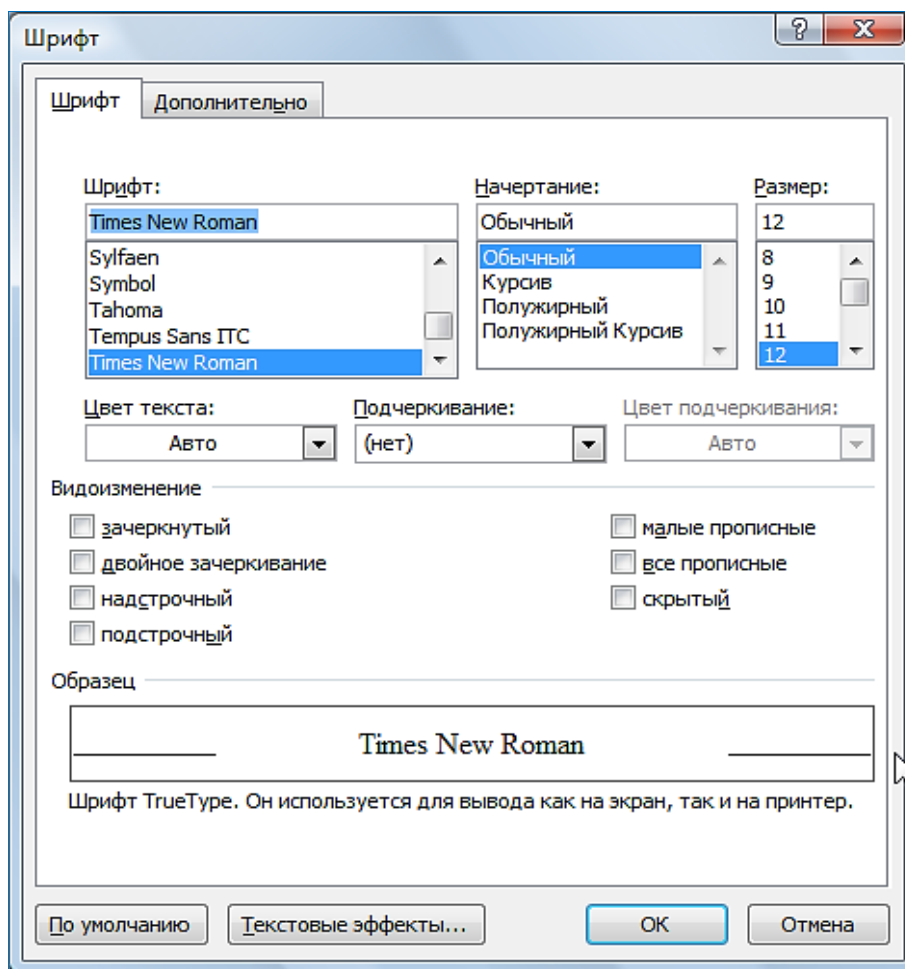 Шрифт
Шрифт Дополнительно
Шрифт: Начертание: Размер:
Times New Roman Обычный 12
Sylfaen Обычный 8
Symbol Курсив 9
Tahoma Полужирный 10
Tempus Sans ITC Полужирный Курсив 11
Times New Roman 12
Цвет текста: Подчеркивание: Цвет подчеркивания:
Авто (нет) Авто
Видоизменение
зачеркнутый малые прописные
двойное зачеркивание все прописные
надстрочный скрытый
подстрочный
Образец
Times New Roman
Шрифт TrueType. Он используется для вывода как на экран, так и на принтер.
По умолчанию Текстовые эффекты... ОК Отмена